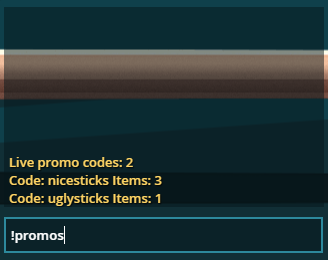 Live promo codes: 2
Code: nicesticks Items: 3
Code: uglysticks Items: 1
!promos